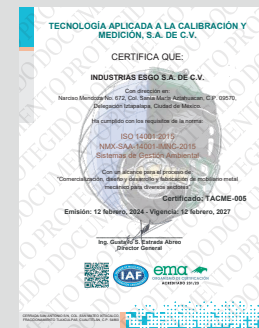 TECNOLOGÍA APLICADA A LA CALIBRACIÓN Y
MEDICIÓN, S.A. DE C.V.
CERTIFICA QUE:
INDUSTRIAS ESGO S.A. DE C.V.
Con dirección en:
Narciso Mendoza No. 672, Col. Santa María Aztahuacan, C.P. 09570,
Delegación Iztapalapa, Ciudad de México.
Ha cumplido con los requisitos de la norma:
ISO 14001:2015
NMX-SAA-14001-IMNC-2015
Sistemas de Gestión Ambiental
Con un alcance para el proceso de
"Comercialización, diseño y desarrollo y fabricación de mobiliario metal
mecánico para diversos sectores"
Certificado: TACME-005
Emisión: 12 febrero, 2024 - Vigencia: 12 febrero, 2027
Ing. Gustavo S. Estrada Abreo
Director General
IAF
ema
ORGANISMO DE CERTIFICACIÓN